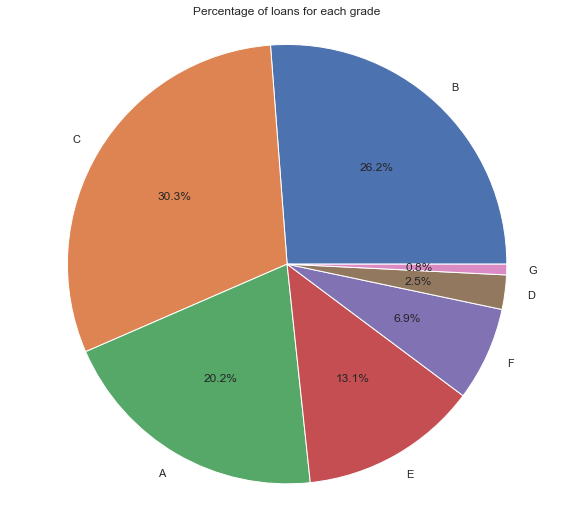 Percentage of loans for each grade
B
C
26.2%
30.3%
0.8%
G
2.5%
D
6.9%
F
20.2%
13.1%
A
E